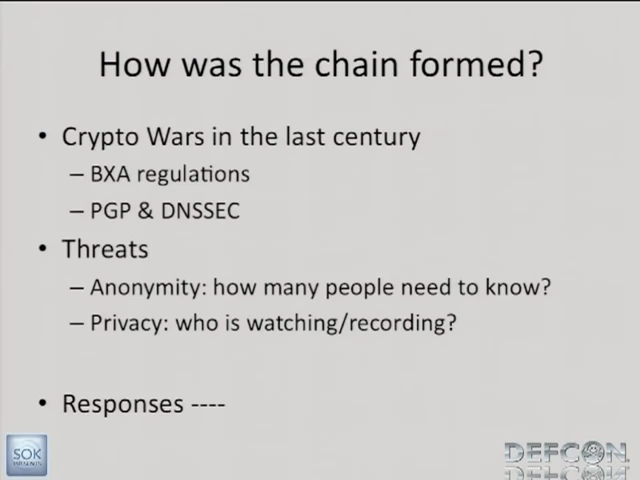 How was the chain formed?
• Crypto Wars in the last century
– BXA regulations
– PGP & DNSSEC
• Threats
– Anonymity: how many people need to know?
– Privacy: who is watching/recording?
• Responses ----
SOK
PRESENTS
DEFCON